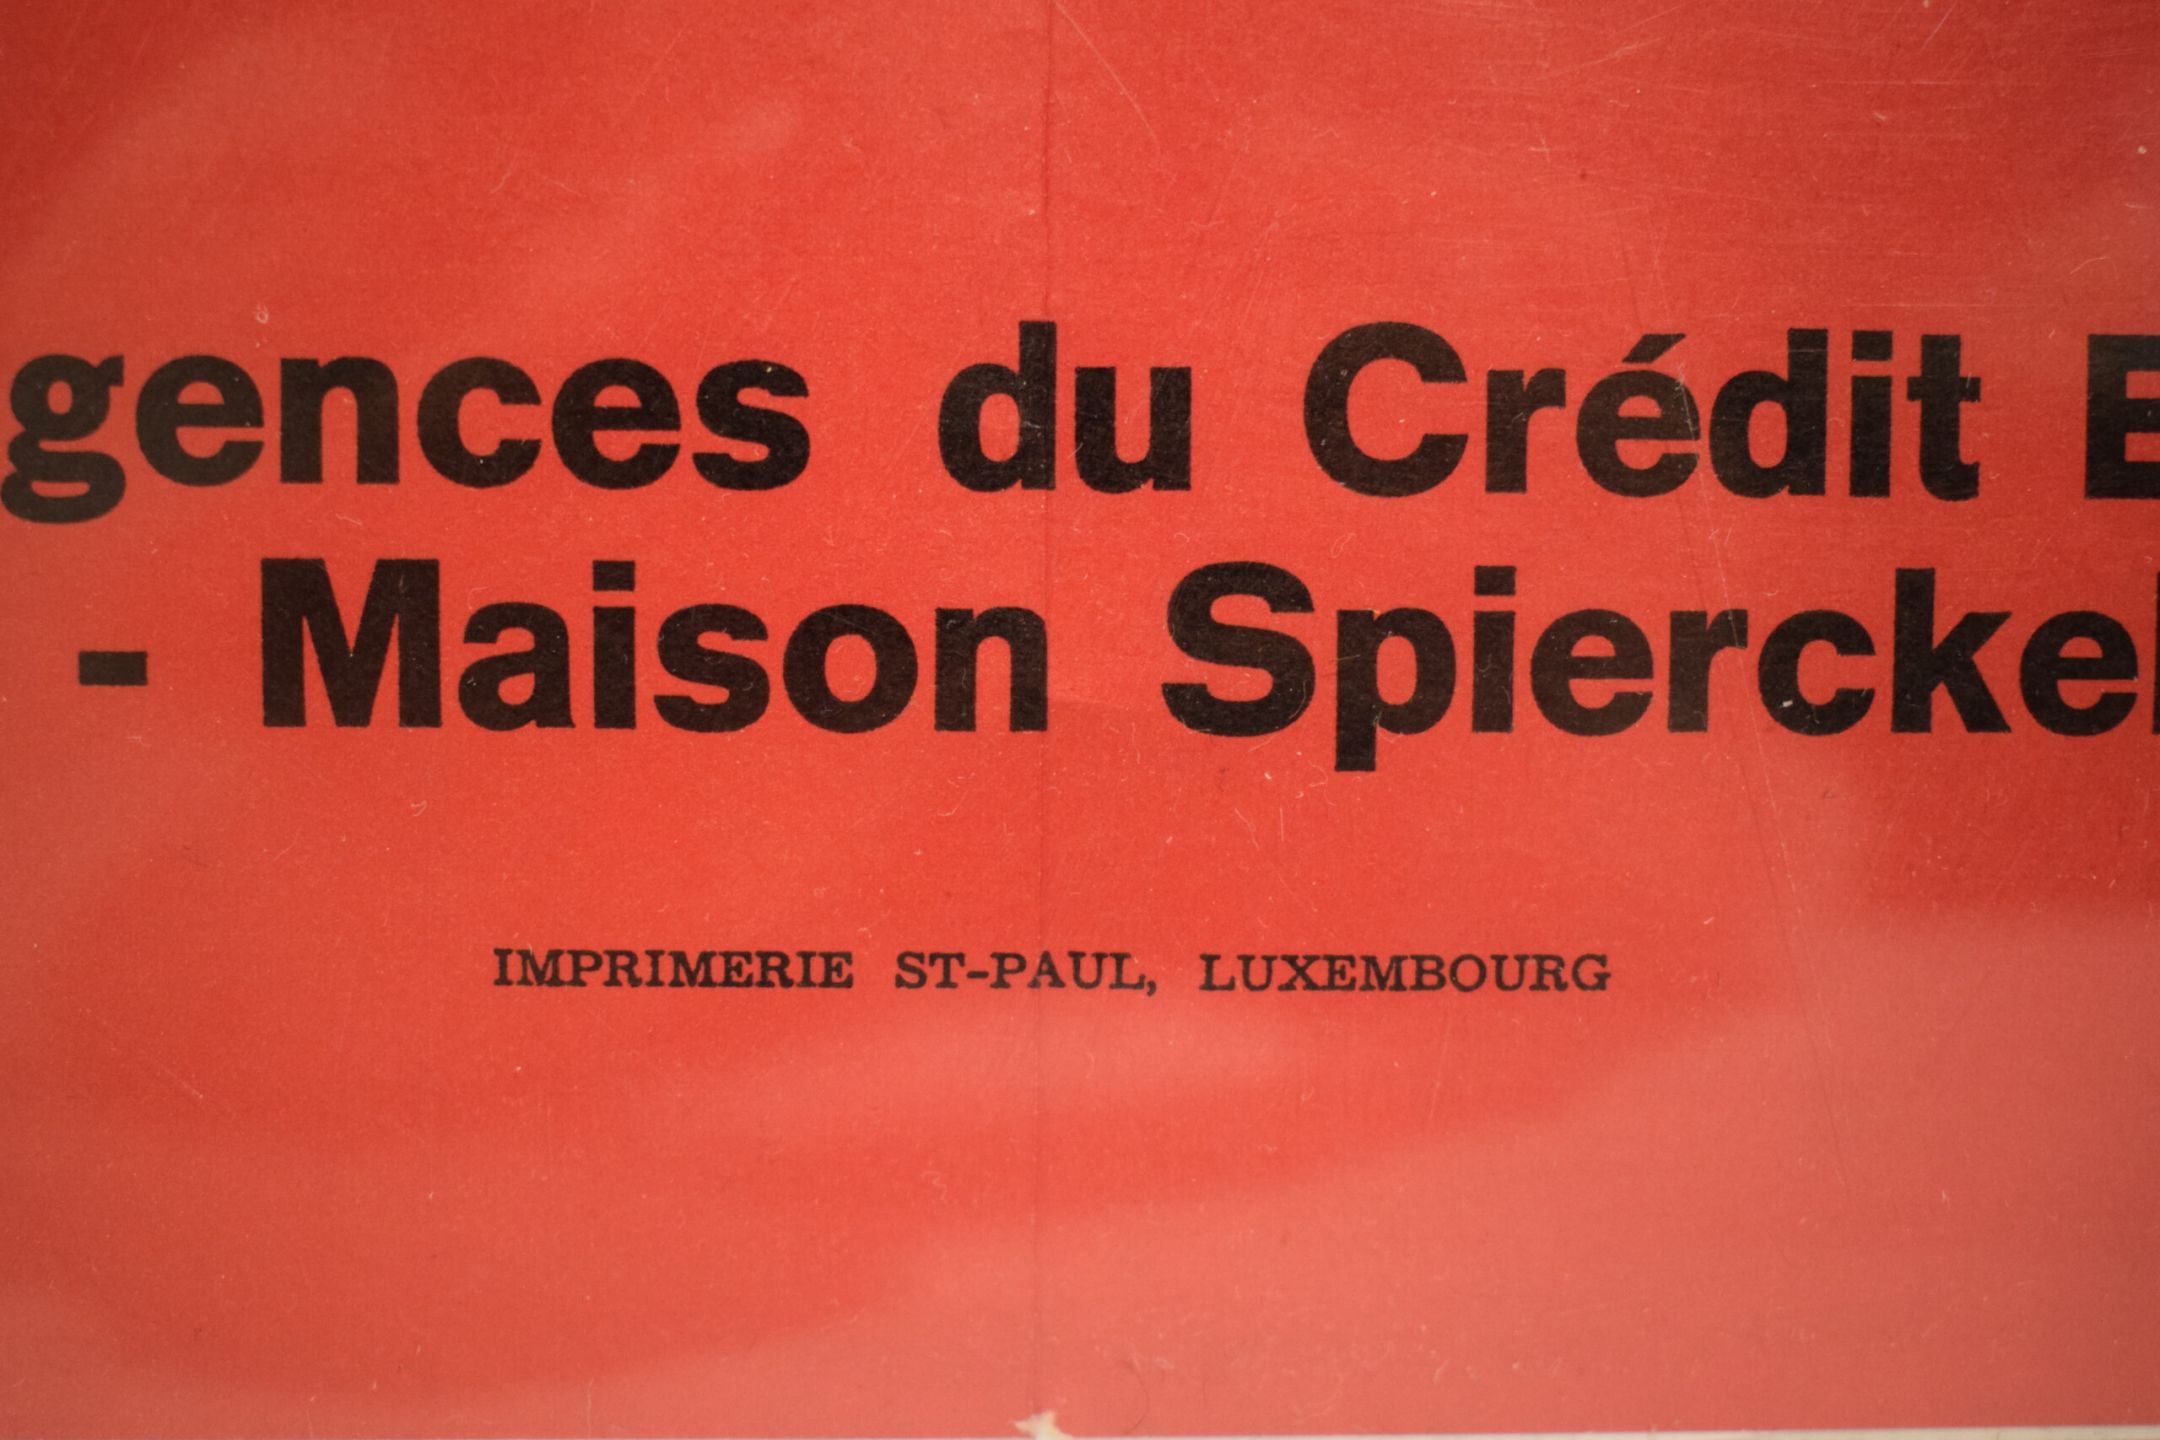 gences du Crédit
- Maison Spiercke
IMPRIMERIE ST-PAUL, LUXEMBOURG